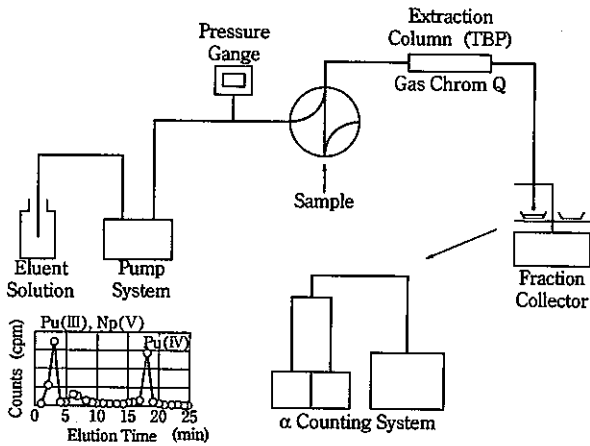 Extraction
Column (TBP)
Gas Chrom Q
Pressure
Gange
Sample
Eluent
Solution
Pump
System
Fraction
Collector
Pu(III), Np(V)
Pu(IV)
Counts (cpm)
0 5 10 15 20 25
Elution Time (min)
α Counting System